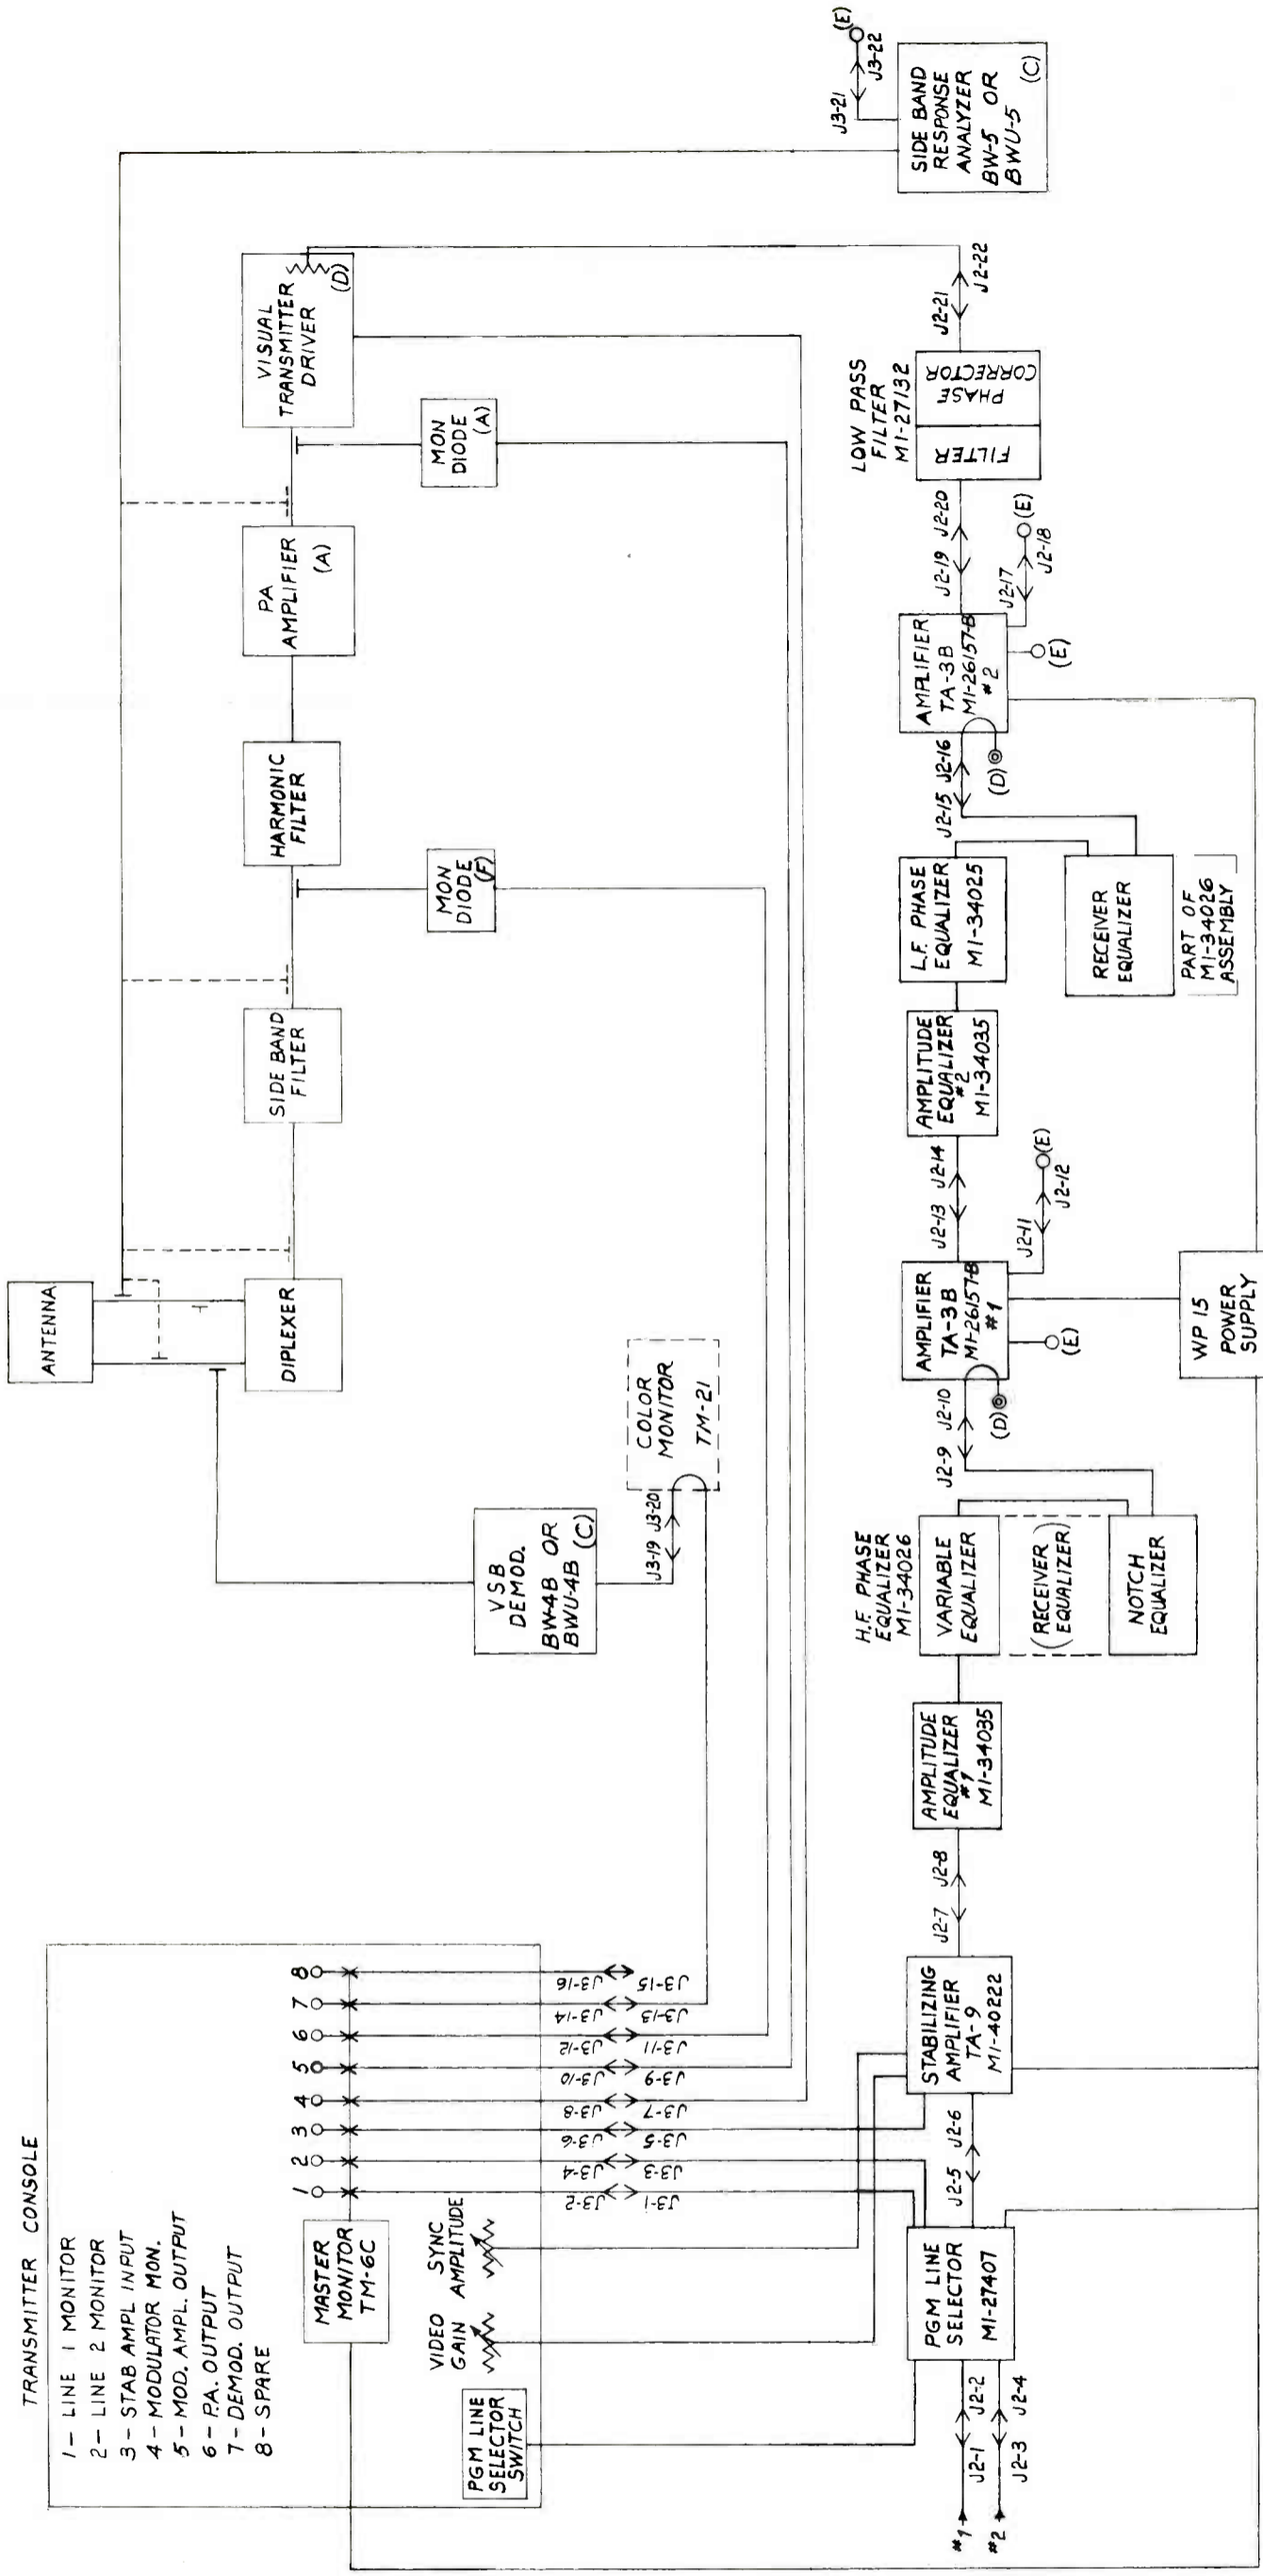 TRANSMITTER CONSOLE
1 - LINE 1 MONITOR
2 - LINE 2 MONITOR
3 - STAB AMPL INPUT
4 - MODULATOR MON.
5 - MOD. AMPL. OUTPUT
6 - P.A. OUTPUT
7 - DEMOD. OUTPUT
8 - SPARE
MASTER
MONITOR
TM-6C
1
2
3
4
5
6
7
8
PGM LINE
SELECTOR
SWITCH
VIDEO
GAIN
SYNC
AMPLITUDE
J3-2
J3-4
J3-6
J3-8
J3-10
J3-12
J3-14
J3-16
J3-1
J3-3
J3-5
J3-7
J3-9
J3-11
J3-13
J3-15
ANTENNA
DIPLEXER
SIDE BAND
FILTER
HARMONIC
FILTER
PA
AMPLIFIER
(A)
VISUAL
TRANSMITTER
DRIVER
(D)
MON
DIODE
(F)
MON
DIODE
(A)
VSB
DEMOD.
BW-4B OR
BWU-4B (C)
J3-19
J3-20
COLOR
MONITOR
TM-21
J3-21
J3-22
(E)
SIDE BAND
RESPONSE
ANALYZER
BW-5 OR
BWU-5
(C)
#1
#2
J2-1
J2-2
J2-3
J2-4
PGM LINE
SELECTOR
MI-27407
J2-5
J2-6
STABILIZING
AMPLIFIER
TA-9
MI-40222
J2-7
J2-8
AMPLITUDE
EQUALIZER
#1
MI-34035
H.F. PHASE
EQUALIZER
MI-34026
VARIABLE
EQUALIZER
(RECEIVER
EQUALIZER)
NOTCH
EQUALIZER
J2-9
J2-10
(D)
AMPLIFIER
TA-3B
MI-26157-B
#1
(E)
J2-11
J2-12
(E)
J2-13
J2-14
AMPLITUDE
EQUALIZER
#2
MI-34035
L.F. PHASE
EQUALIZER
MI-34025
RECEIVER
EQUALIZER
PART OF
MI-34026
ASSEMBLY
J2-15
J2-16
(D)
AMPLIFIER
TA-3B
MI-26157-B
#2
(E)
J2-17
J2-18
(E)
J2-19
J2-20
LOW PASS
FILTER
MI-27132
FILTER
PHASE
CORRECTOR
J2-21
J2-22
WP 15
POWER
SUPPLY